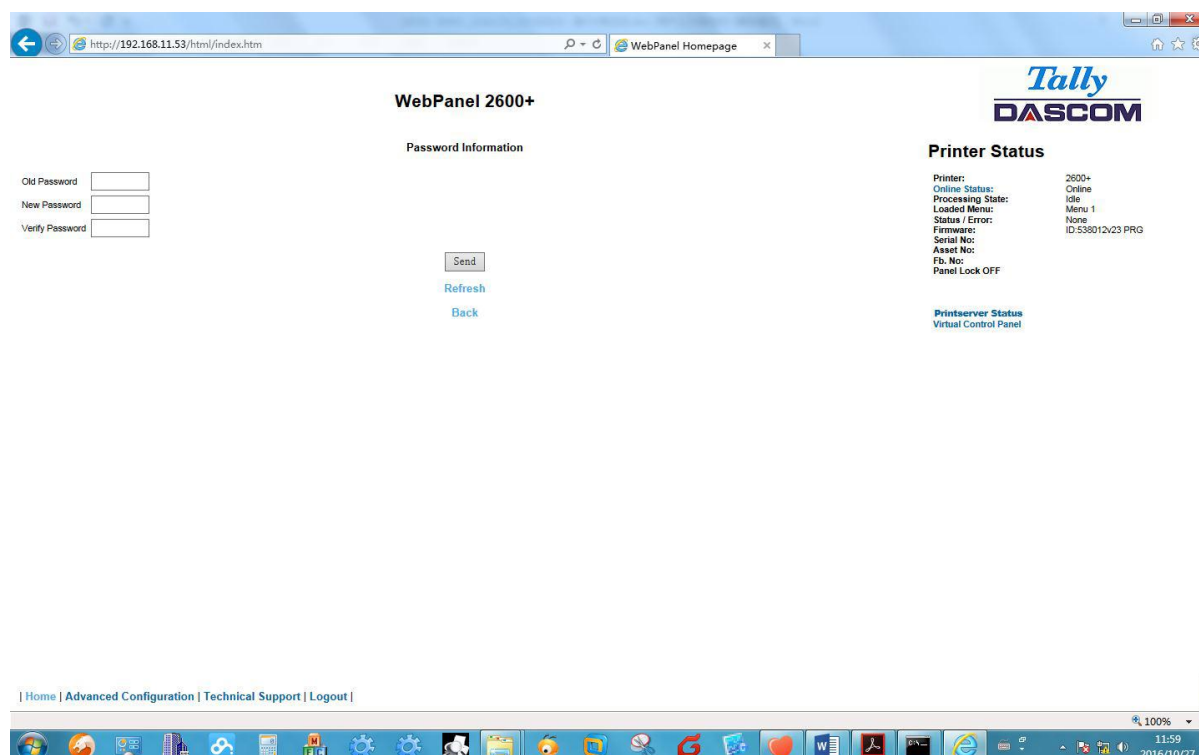 http://192.168.11.53/html/index.htm
WebPanel Homepage
Tally
DASCOM
WebPanel 2600+
Password Information
Old Password
New Password
Verify Password
Send
Refresh
Back
Printer Status
Printer: 2600+
Online Status: Online
Processing State: Idle
Loaded Menu: Menu 1
Status / Error: None
Firmware: ID:538012v23 PRG
Serial No:
Asset No:
Fb. No:
Panel Lock OFF
Printserver Status
Virtual Control Panel
| Home | Advanced Configuration | Technical Support | Logout |
100%
11:59